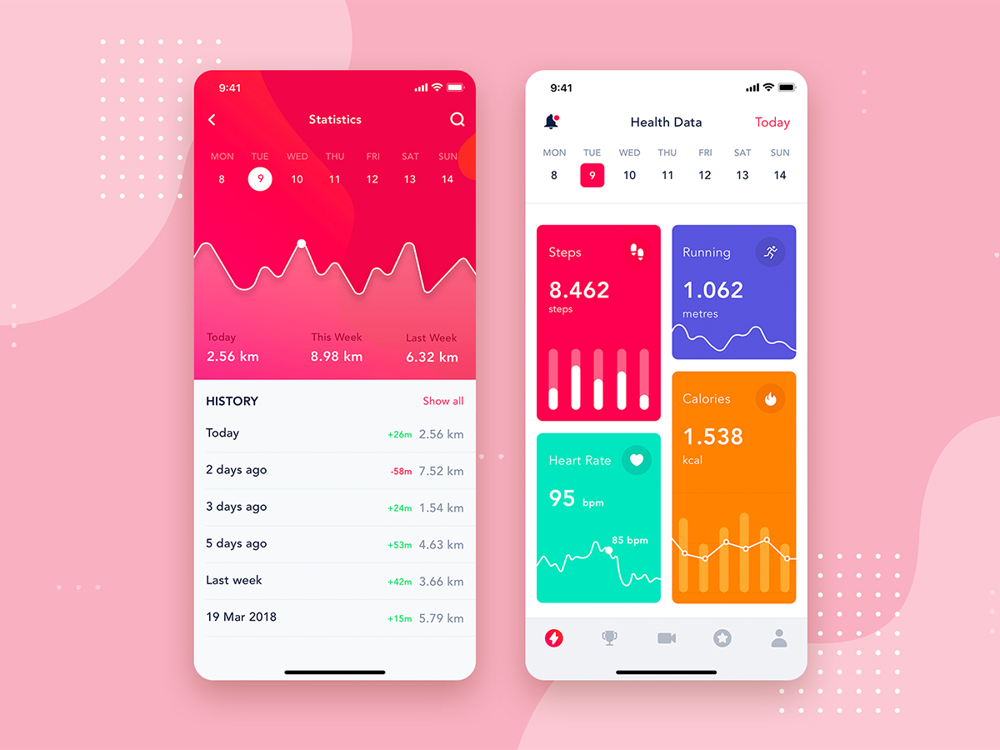 9:41
Statistics
MON TUE WED THU FRI SAT SUN
8 9 10 11 12 13 14
Today This Week Last Week
2.56 km 8.98 km 6.32 km
HISTORY Show all
Today +26m 2.56 km
2 days ago -58m 7.52 km
3 days ago +24m 1.54 km
5 days ago +53m 4.63 km
Last week +42m 3.66 km
19 Mar 2018 +15m 5.79 km
9:41
Health Data Today
MON TUE WED THU FRI SAT SUN
8 9 10 11 12 13 14
Steps
8.462
steps
Running
1.062
metres
Heart Rate
95 bpm
85 bpm
Calories
1.538
kcal